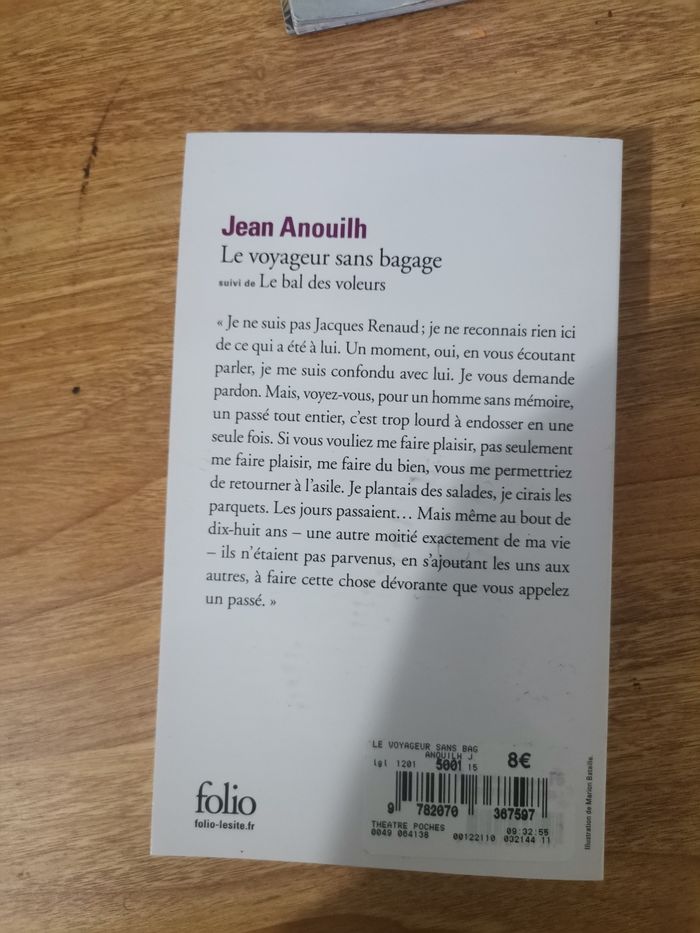 Jean Anouilh
Le voyageur sans bagage
suivi de Le bal des voleurs
« Je ne suis pas Jacques Renaud ; je ne reconnais rien ici
de ce qui a été à lui. Un moment, oui, en vous écoutant
parler, je me suis confondu avec lui. Je vous demande
pardon. Mais, voyez-vous, pour un homme sans mémoire,
un passé tout entier, c'est trop lourd à endosser en une
seule fois. Si vous vouliez me faire plaisir, pas seulement
me faire plaisir, me faire du bien, vous me permettriez
de retourner à l'asile. Je plantais des salades, je cirais les
parquets. Les jours passaient… Mais même au bout de
dix-huit ans – une autre moitié exactement de ma vie
– ils n'étaient pas parvenus, en s'ajoutant les uns aux
autres, à faire cette chose dévorante que vous appelez
un passé. »
LE VOYAGEUR SANS BAG
ANOUILH J
lgl 1201 5001 15 8€
9 782070 367597
THEATRE POCHES 09:32:55
0049 064138 00122110 032144 11
folio
folio-lesite.fr
Illustration de Marion Bataille.